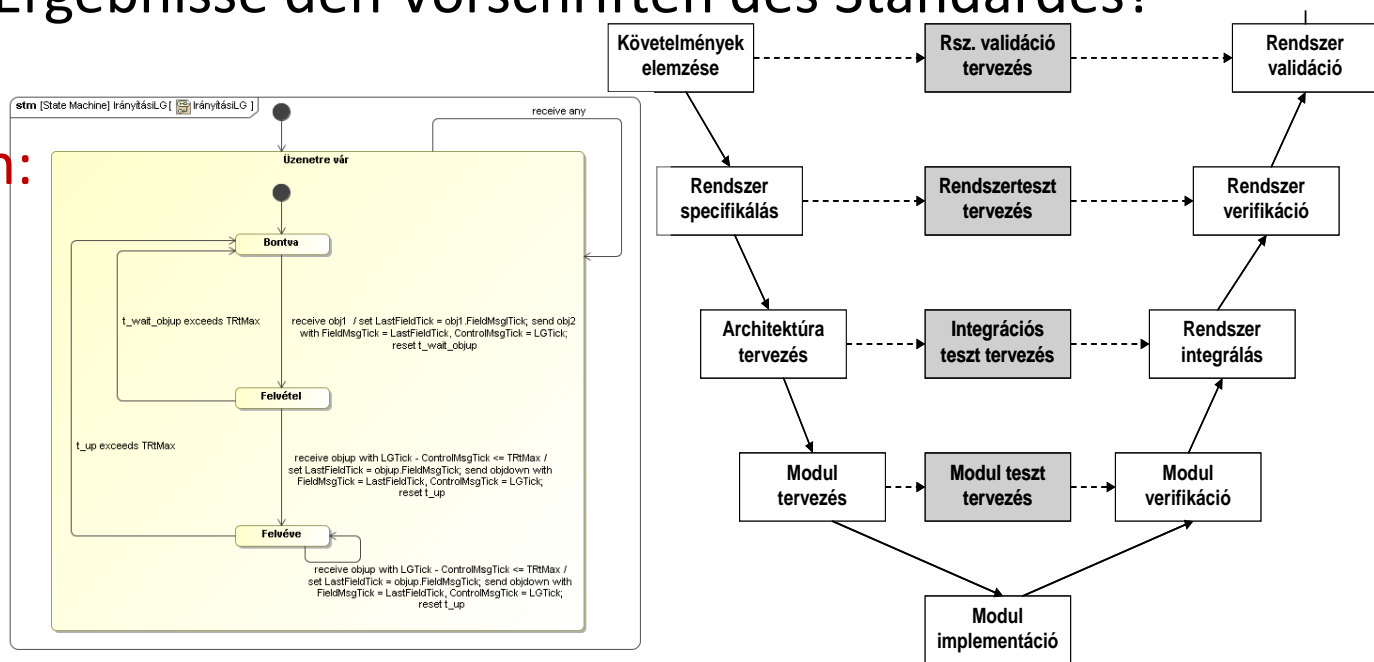 Ergebnisse den Vorschriften des Standardes?
n:
stm [State Machine] IrányításiLG [ IrányításiLG ]
receive any
Üzenetre vár
Bontva
t_wait_objup exceeds TRtMax
receive obj1 / set LastFieldTick = obj1.FieldMsglTick; send obj2
with FieldMsgTick = LastFieldTick, ControlMsgTick = LGTick;
reset t_wait_objup
Felvétel
t_up exceeds TRtMax
receive objup with LGTick - ControlMsgTick <= TRtMax /
set LastFieldTick = objup.FieldMsgTick; send objdown with
FieldMsgTick = LastFieldTick, ControlMsgTick = LGTick;
reset t_up
Felvéve
receive objup with LGTick - ControlMsgTick <= TRtMax /
set LastFieldTick = objup.FieldMsgTick; send objdown with
FieldMsgTick = LastFieldTick, ControlMsgTick = LGTick;
reset t_up
Követelmények
elemzése
Rsz. validáció
tervezés
Rendszer
validáció
Rendszer
specifikálás
Rendszerteszt
tervezés
Rendszer
verifikáció
Architektúra
tervezés
Integrációs
teszt tervezés
Rendszer
integrálás
Modul
tervezés
Modul teszt
tervezés
Modul
verifikáció
Modul
implementáció